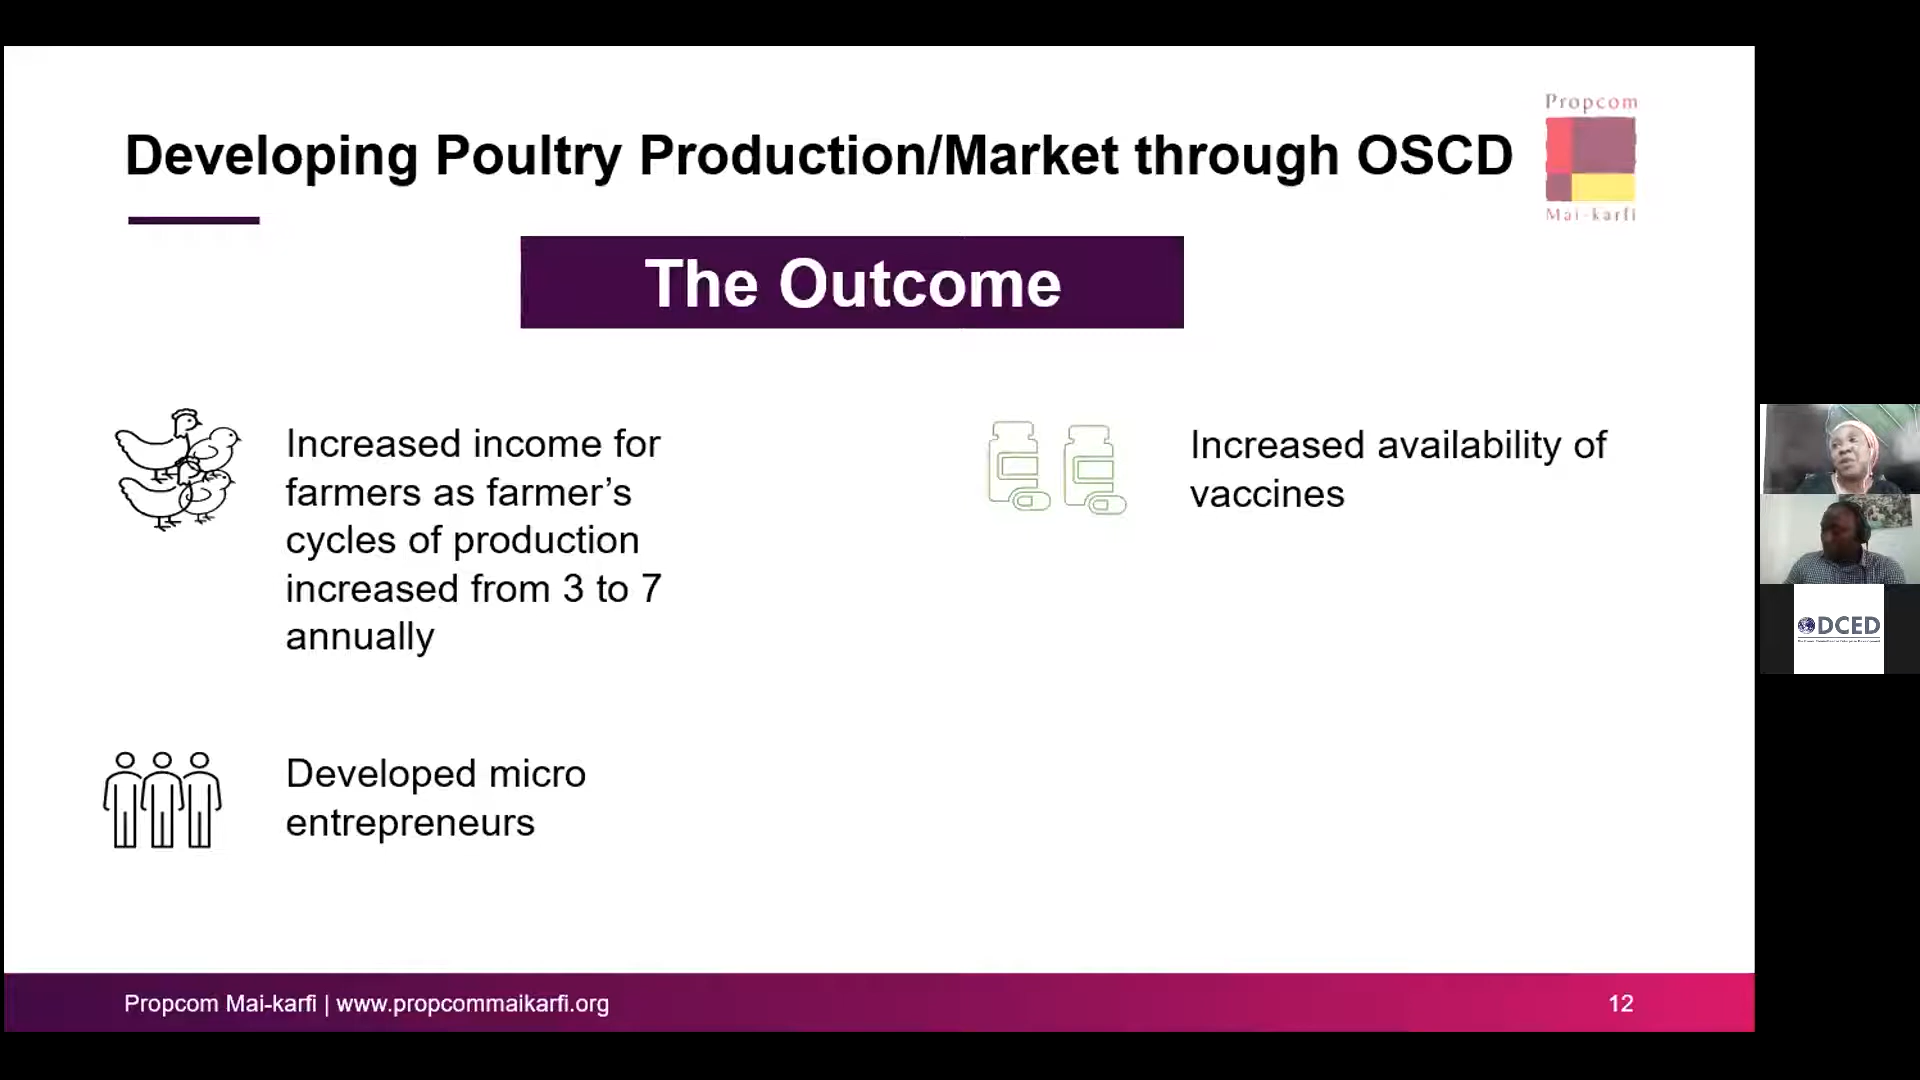 Propcom
Developing Poultry Production/Market through OSCD
Mai-karfi
The Outcome
Increased income for
farmers as farmer’s
cycles of production
increased from 3 to 7
annually
Increased availability of
vaccines
Developed micro
entrepreneurs
DCED
Propcom Mai-karfi | www.propcommaikarfi.org
12